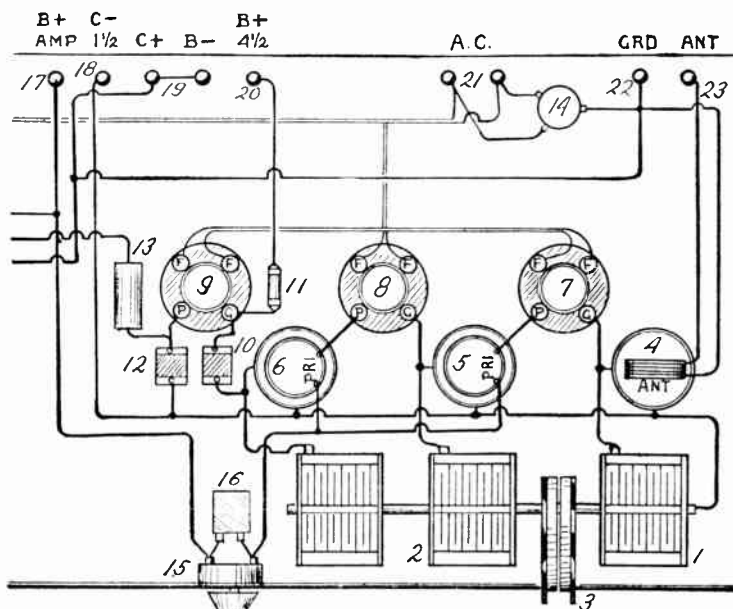 B+ C- B+
AMP 1½ C+ B- 4½ A.C. GRD ANT
17 18 19 20 21 14 22 23
13
F F F F F F
9 11 8 7
P G P G P G
12 10 6 PRI 5 PRI 4
ANT
16
2 1
15
3